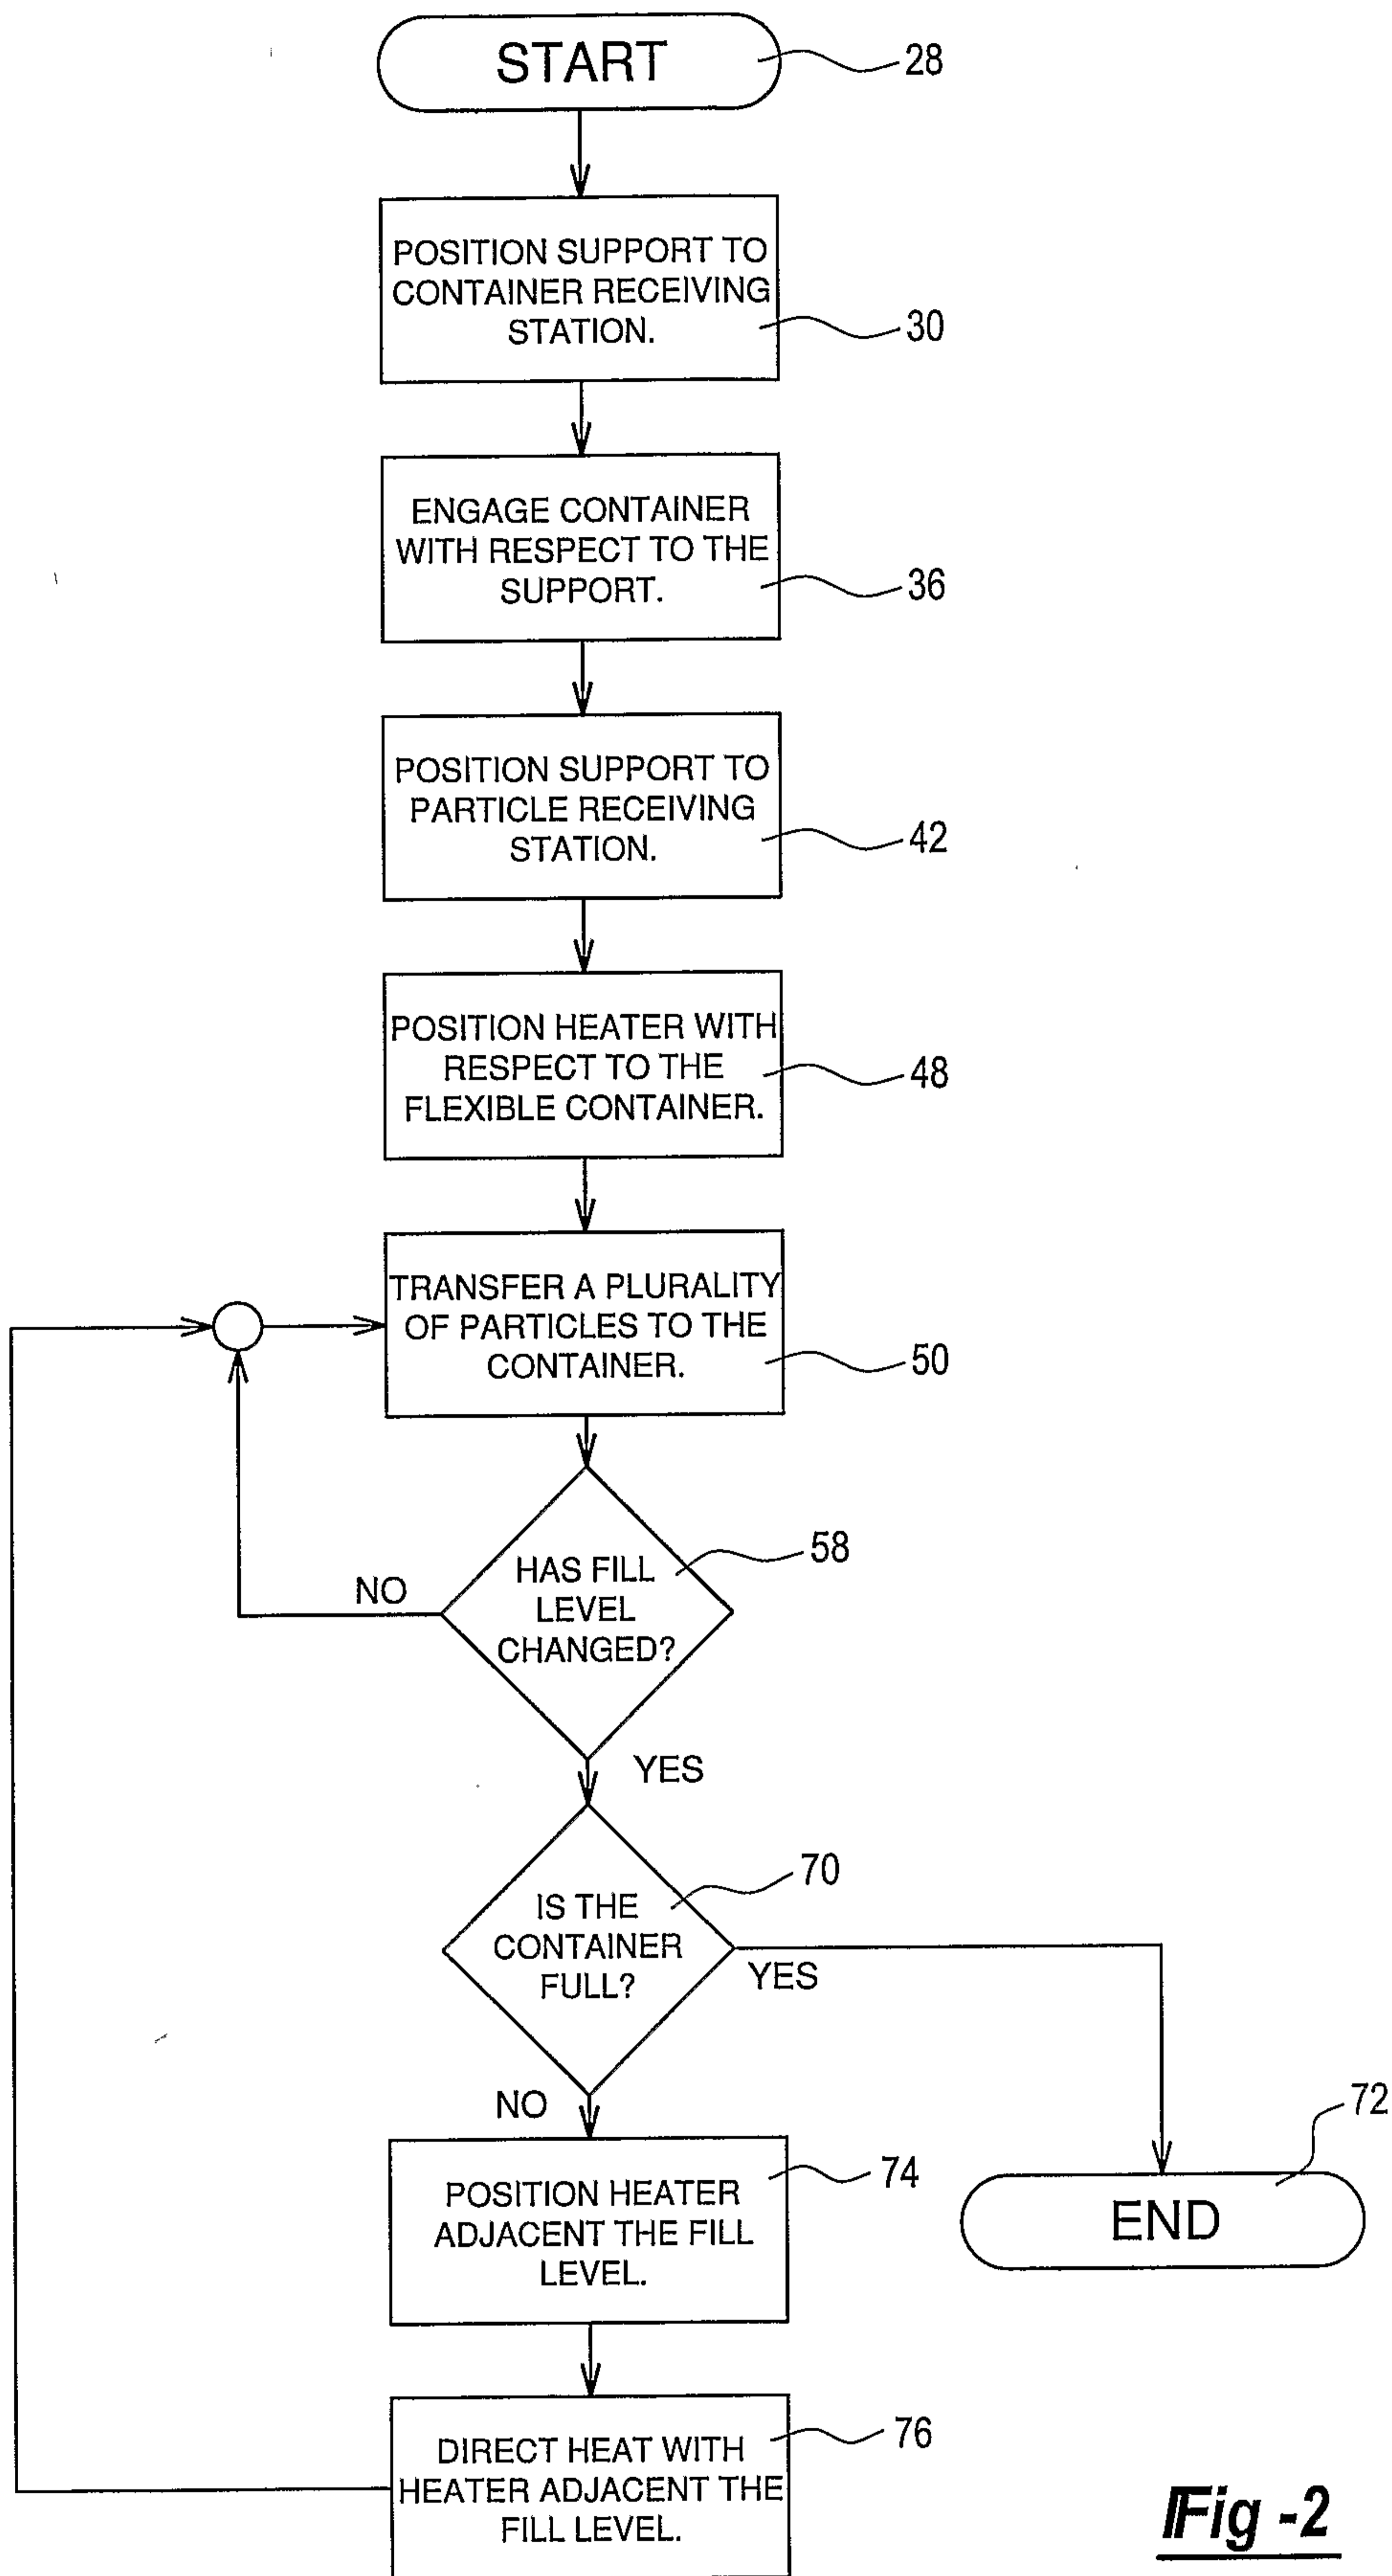 START
28
POSITION SUPPORT TO
CONTAINER RECEIVING
STATION.
30
ENGAGE CONTAINER
WITH RESPECT TO THE
SUPPORT.
36
POSITION SUPPORT TO
PARTICLE RECEIVING
STATION.
42
POSITION HEATER WITH
RESPECT TO THE
FLEXIBLE CONTAINER.
48
TRANSFER A PLURALITY
OF PARTICLES TO THE
CONTAINER.
50
HAS FILL
LEVEL
CHANGED?
58
NO
YES
IS THE
CONTAINER
FULL?
70
YES
NO
72
END
POSITION HEATER
ADJACENT THE FILL
LEVEL.
74
DIRECT HEAT WITH
HEATER ADJACENT THE
FILL LEVEL.
76
Fig -2